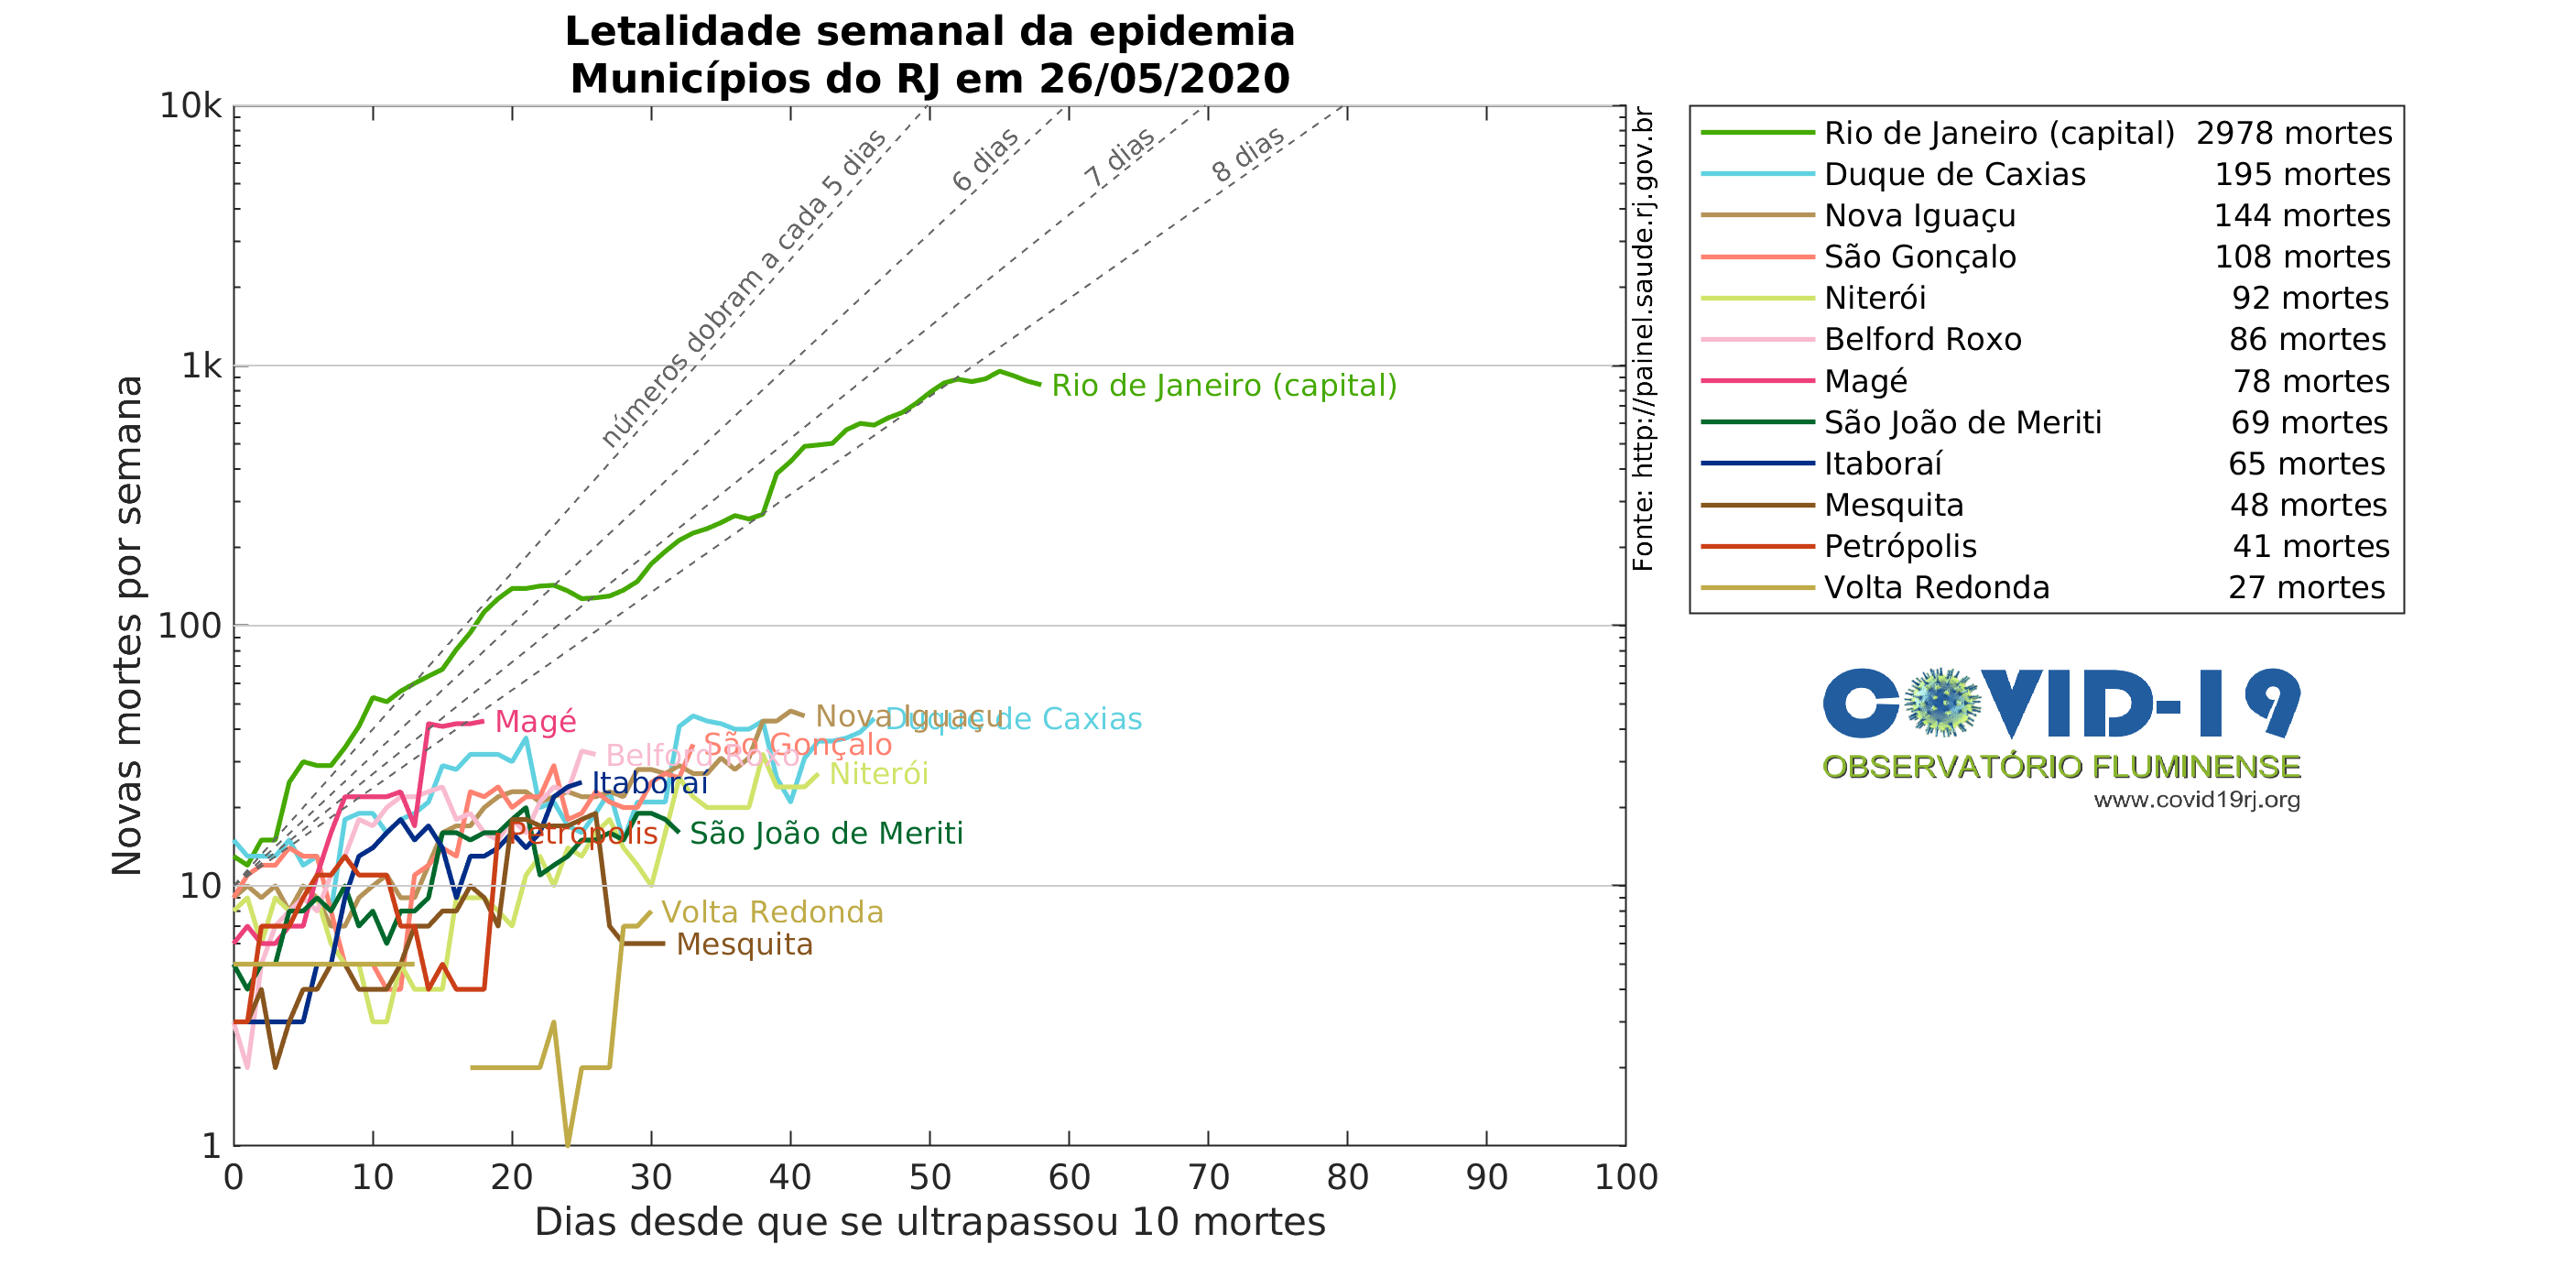 Letalidade semanal da epidemia
Municípios do RJ em 26/05/2020
Novas mortes por semana
10k
1k
100
10
1
0 10 20 30 40 50 60 70 80 90 100
Dias desde que se ultrapassou 10 mortes
números dobram a cada 5 dias
6 dias
7 dias
8 dias
Rio de Janeiro (capital)
Magé
Nova Iguaçu
Duque de Caxias
São Gonçalo
Belford Roxo
Niterói
Itaboraí
Petrópolis
São João de Meriti
Volta Redonda
Mesquita
Fonte: http://painel.saude.rj.gov.br
Rio de Janeiro (capital) 2978 mortes
Duque de Caxias 195 mortes
Nova Iguaçu 144 mortes
São Gonçalo 108 mortes
Niterói 92 mortes
Belford Roxo 86 mortes
Magé 78 mortes
São João de Meriti 69 mortes
Itaboraí 65 mortes
Mesquita 48 mortes
Petrópolis 41 mortes
Volta Redonda 27 mortes
COVID-19
OBSERVATÓRIO FLUMINENSE
www.covid19rj.org